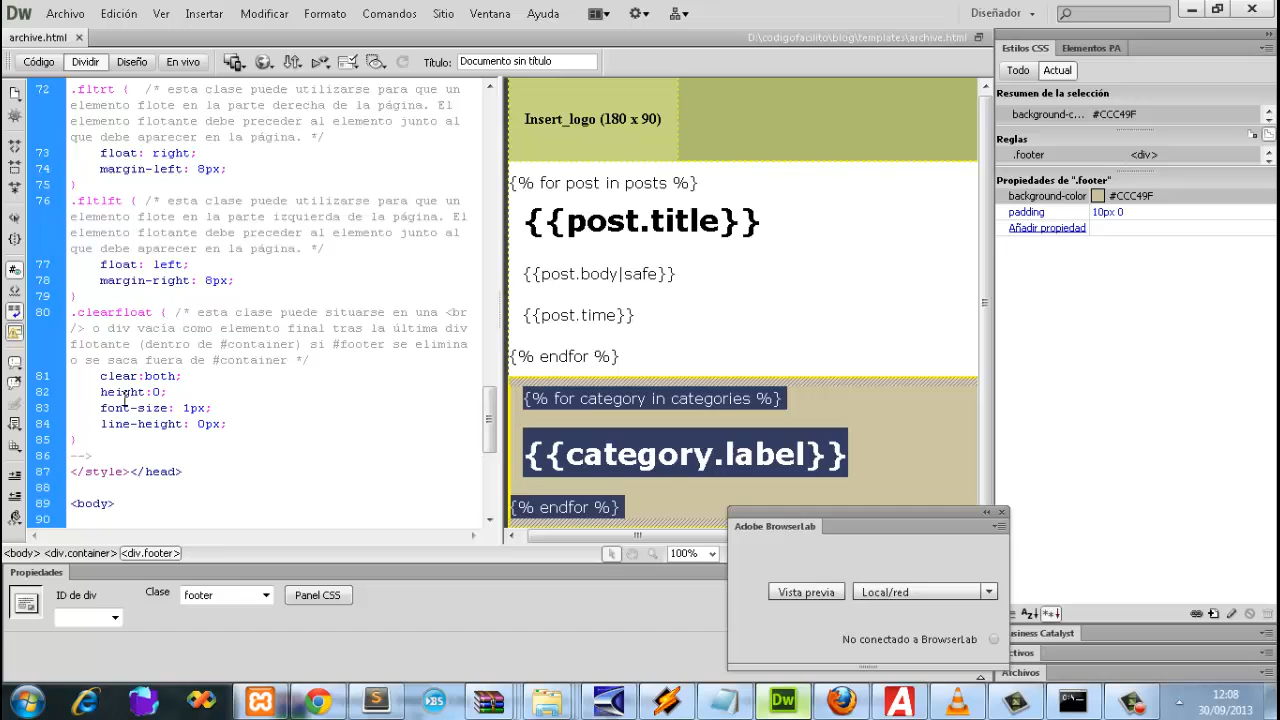 Dw Archivo Edición Ver Insertar Modificar Formato Comandos Sitio Ventana Ayuda Diseñador
archive.html × D:\codigofacilito\blog\templates\archive.html
Código Dividir Diseño En vivo Título: Documento sin título
72 .fltrt { /* esta clase puede utilizarse para que un
elemento flote en la parte derecha de la página. El
elemento flotante debe preceder al elemento junto al
que debe aparecer en la página. */
73 float: right;
74 margin-left: 8px;
75 }
76 .fltlft { /* esta clase puede utilizarse para que un
elemento flote en la parte izquierda de la página. El
elemento flotante debe preceder al elemento junto al
que debe aparecer en la página. */
77 float: left;
78 margin-right: 8px;
79 }
80 .clearfloat { /* esta clase puede situarse en una <br
/> o div vacía como elemento final tras la última div
flotante (dentro de #container) si #footer se elimina
o se saca fuera de #container */
81 clear:both;
82 height:0;
83 font-size: 1px;
84 line-height: 0px;
85 }
86 -->
87 </style></head>
88
89 <body>
90
Insert_logo (180 x 90)
{% for post in posts %}
{{post.title}}
{{post.body|safe}}
{{post.time}}
{% endfor %}
{% for category in categories %}
{{category.label}}
{% endfor %}
Estilos CSS Elementos PA
Todo Actual
Resumen de la selección
background-c... #CCC49F
Reglas
.footer <div>
Propiedades de ".footer"
background-color #CCC49F
padding 10px 0
Añadir propiedad
<body> <div.container> <div.footer> 100%
Propiedades
ID de div Clase footer Panel CSS
Adobe BrowserLab
Vista previa Local/red
No conectado a BrowserLab
usiness Catalyst
ctivos
Archivos
12:08
30/09/2013